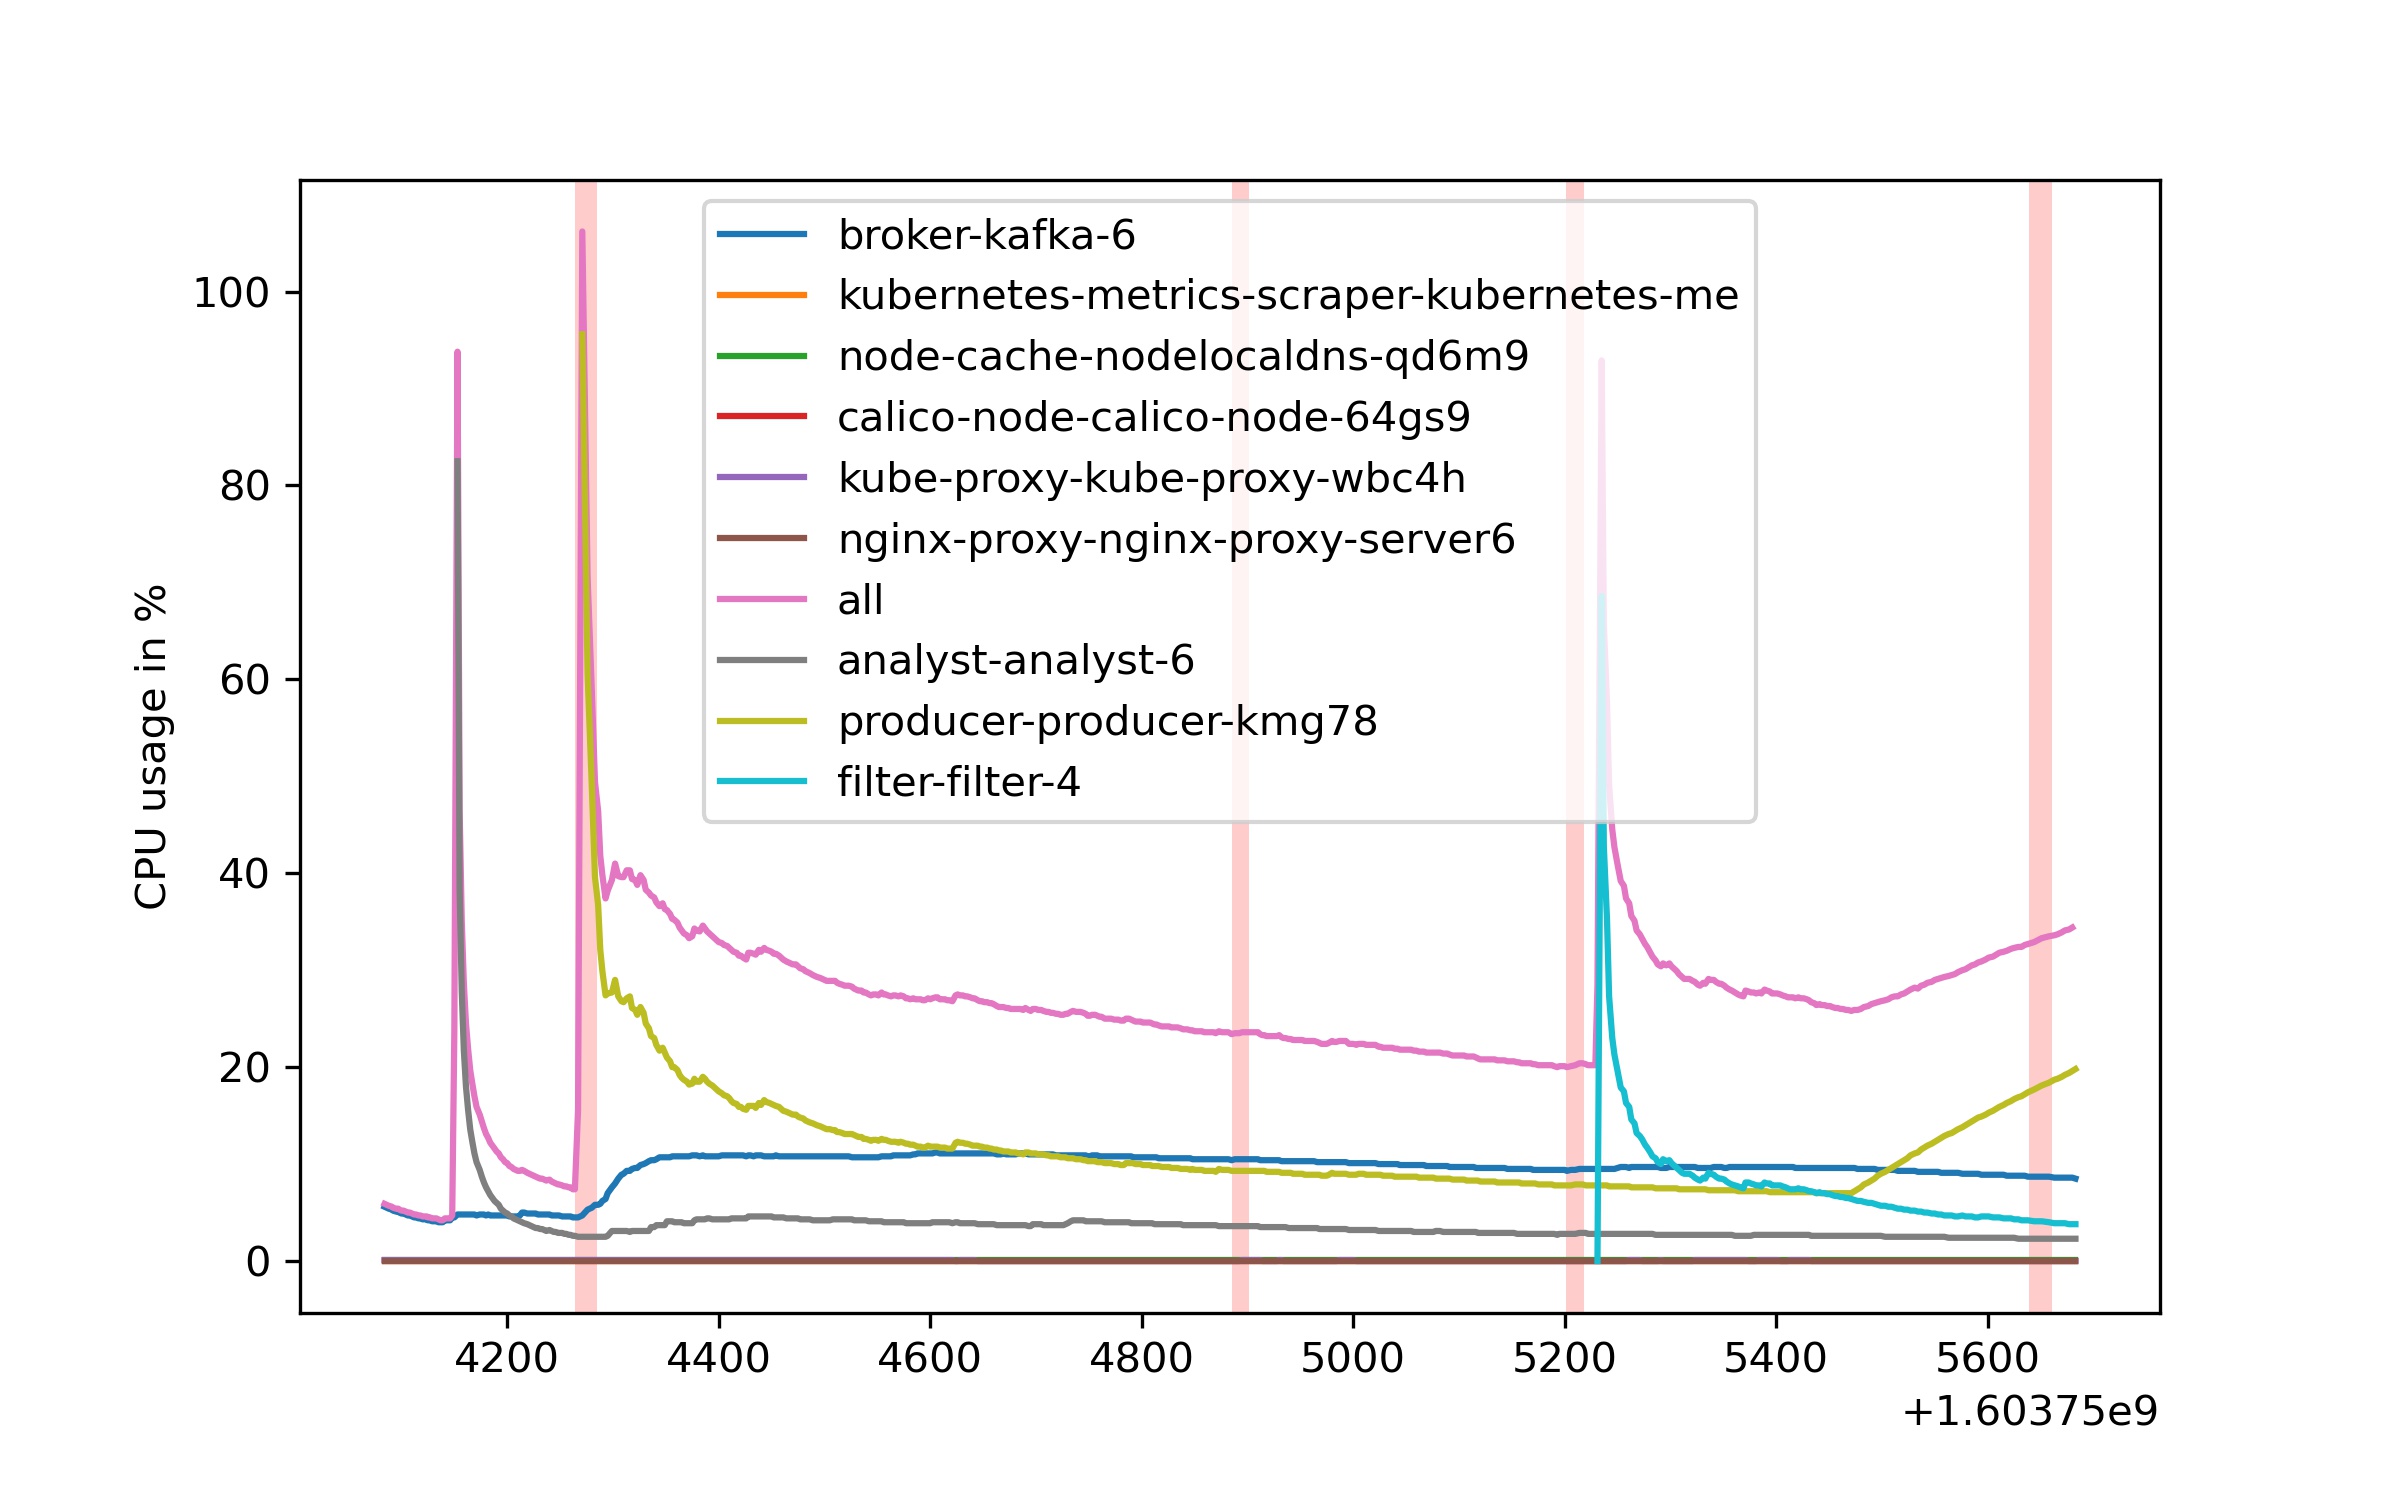 CPU usage in %
100
80
60
40
20
0
broker-kafka-6
kubernetes-metrics-scraper-kubernetes-me
node-cache-nodelocaldns-qd6m9
calico-node-calico-node-64gs9
kube-proxy-kube-proxy-wbc4h
nginx-proxy-nginx-proxy-server6
all
analyst-analyst-6
producer-producer-kmg78
filter-filter-4
4200 4400 4600 4800 5000 5200 5400 5600
+1.60375e9